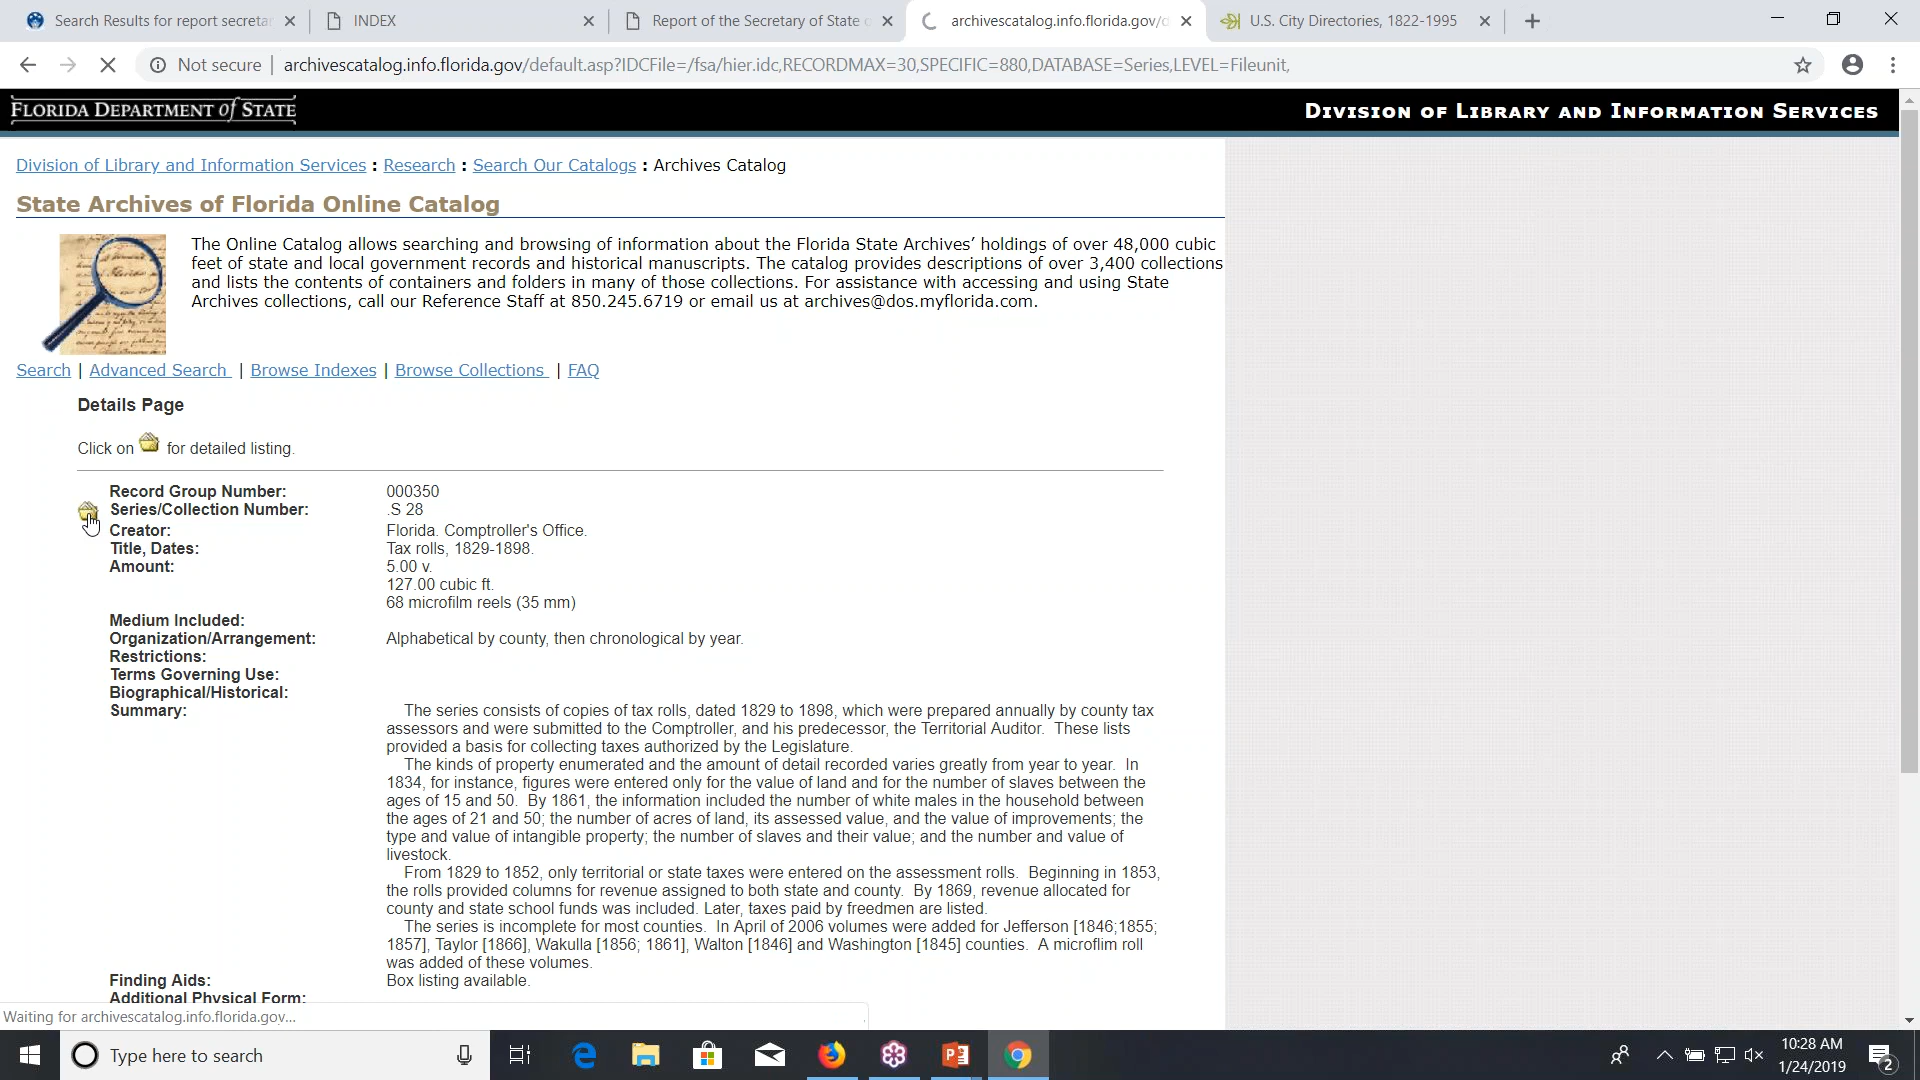 Search Results for report secreta
INDEX
Report of the Secretary of State o
archivescatalog.info.florida.gov/d
U.S. City Directories, 1822-1995
Not secure
archivescatalog.info.florida.gov/default.asp?IDCFile=/fsa/hier.idc,RECORDMAX=30,SPECIFIC=880,DATABASE=Series,LEVEL=Fileunit,
FLORIDA DEPARTMENT of STATE
DIVISION OF LIBRARY AND INFORMATION SERVICES
Division of Library and Information Services : Research : Search Our Catalogs : Archives Catalog
State Archives of Florida Online Catalog
The Online Catalog allows searching and browsing of information about the Florida State Archives' holdings of over 48,000 cubic
feet of state and local government records and historical manuscripts. The catalog provides descriptions of over 3,400 collections
and lists the contents of containers and folders in many of those collections. For assistance with accessing and using State
Archives collections, call our Reference Staff at 850.245.6719 or email us at archives@dos.myflorida.com.
Search | Advanced Search | Browse Indexes | Browse Collections | FAQ
Details Page
Click on for detailed listing.
Record Group Number: 000350
Series/Collection Number: .S 28
Creator: Florida. Comptroller's Office.
Title, Dates: Tax rolls, 1829-1898.
Amount: 5.00 v.
127.00 cubic ft.
68 microfilm reels (35 mm)
Medium Included:
Organization/Arrangement: Alphabetical by county, then chronological by year.
Restrictions:
Terms Governing Use:
Biographical/Historical:
Summary: The series consists of copies of tax rolls, dated 1829 to 1898, which were prepared annually by county tax
assessors and were submitted to the Comptroller, and his predecessor, the Territorial Auditor. These lists
provided a basis for collecting taxes authorized by the Legislature.
The kinds of property enumerated and the amount of detail recorded varies greatly from year to year. In
1834, for instance, figures were entered only for the value of land and for the number of slaves between the
ages of 15 and 50. By 1861, the information included the number of white males in the household between
the ages of 21 and 50; the number of acres of land, its assessed value, and the value of improvements; the
type and value of intangible property; the number of slaves and their value; and the number and value of
livestock.
From 1829 to 1852, only territorial or state taxes were entered on the assessment rolls. Beginning in 1853,
the rolls provided columns for revenue assigned to both state and county. By 1869, revenue allocated for
county and state school funds was included. Later, taxes paid by freedmen are listed.
The series is incomplete for most counties. In April of 2006 volumes were added for Jefferson [1846;1855;
1857], Taylor [1866], Wakulla [1856; 1861], Walton [1846] and Washington [1845] counties. A microflim roll
was added of these volumes.
Finding Aids: Box listing available.
Additional Physical Form:
Waiting for archivescatalog.info.florida.gov...
Type here to search
10:28 AM
1/24/2019
2